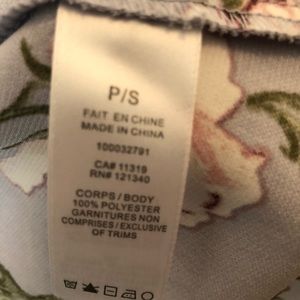 P/S
FAIT EN CHINE
MADE IN CHINA
100032791
CA# 11319
RN# 121340
CORPS/BODY
100% POLYESTER
GARNITURES NON
COMPRISES/EXCLUSIVE
OF TRIMS